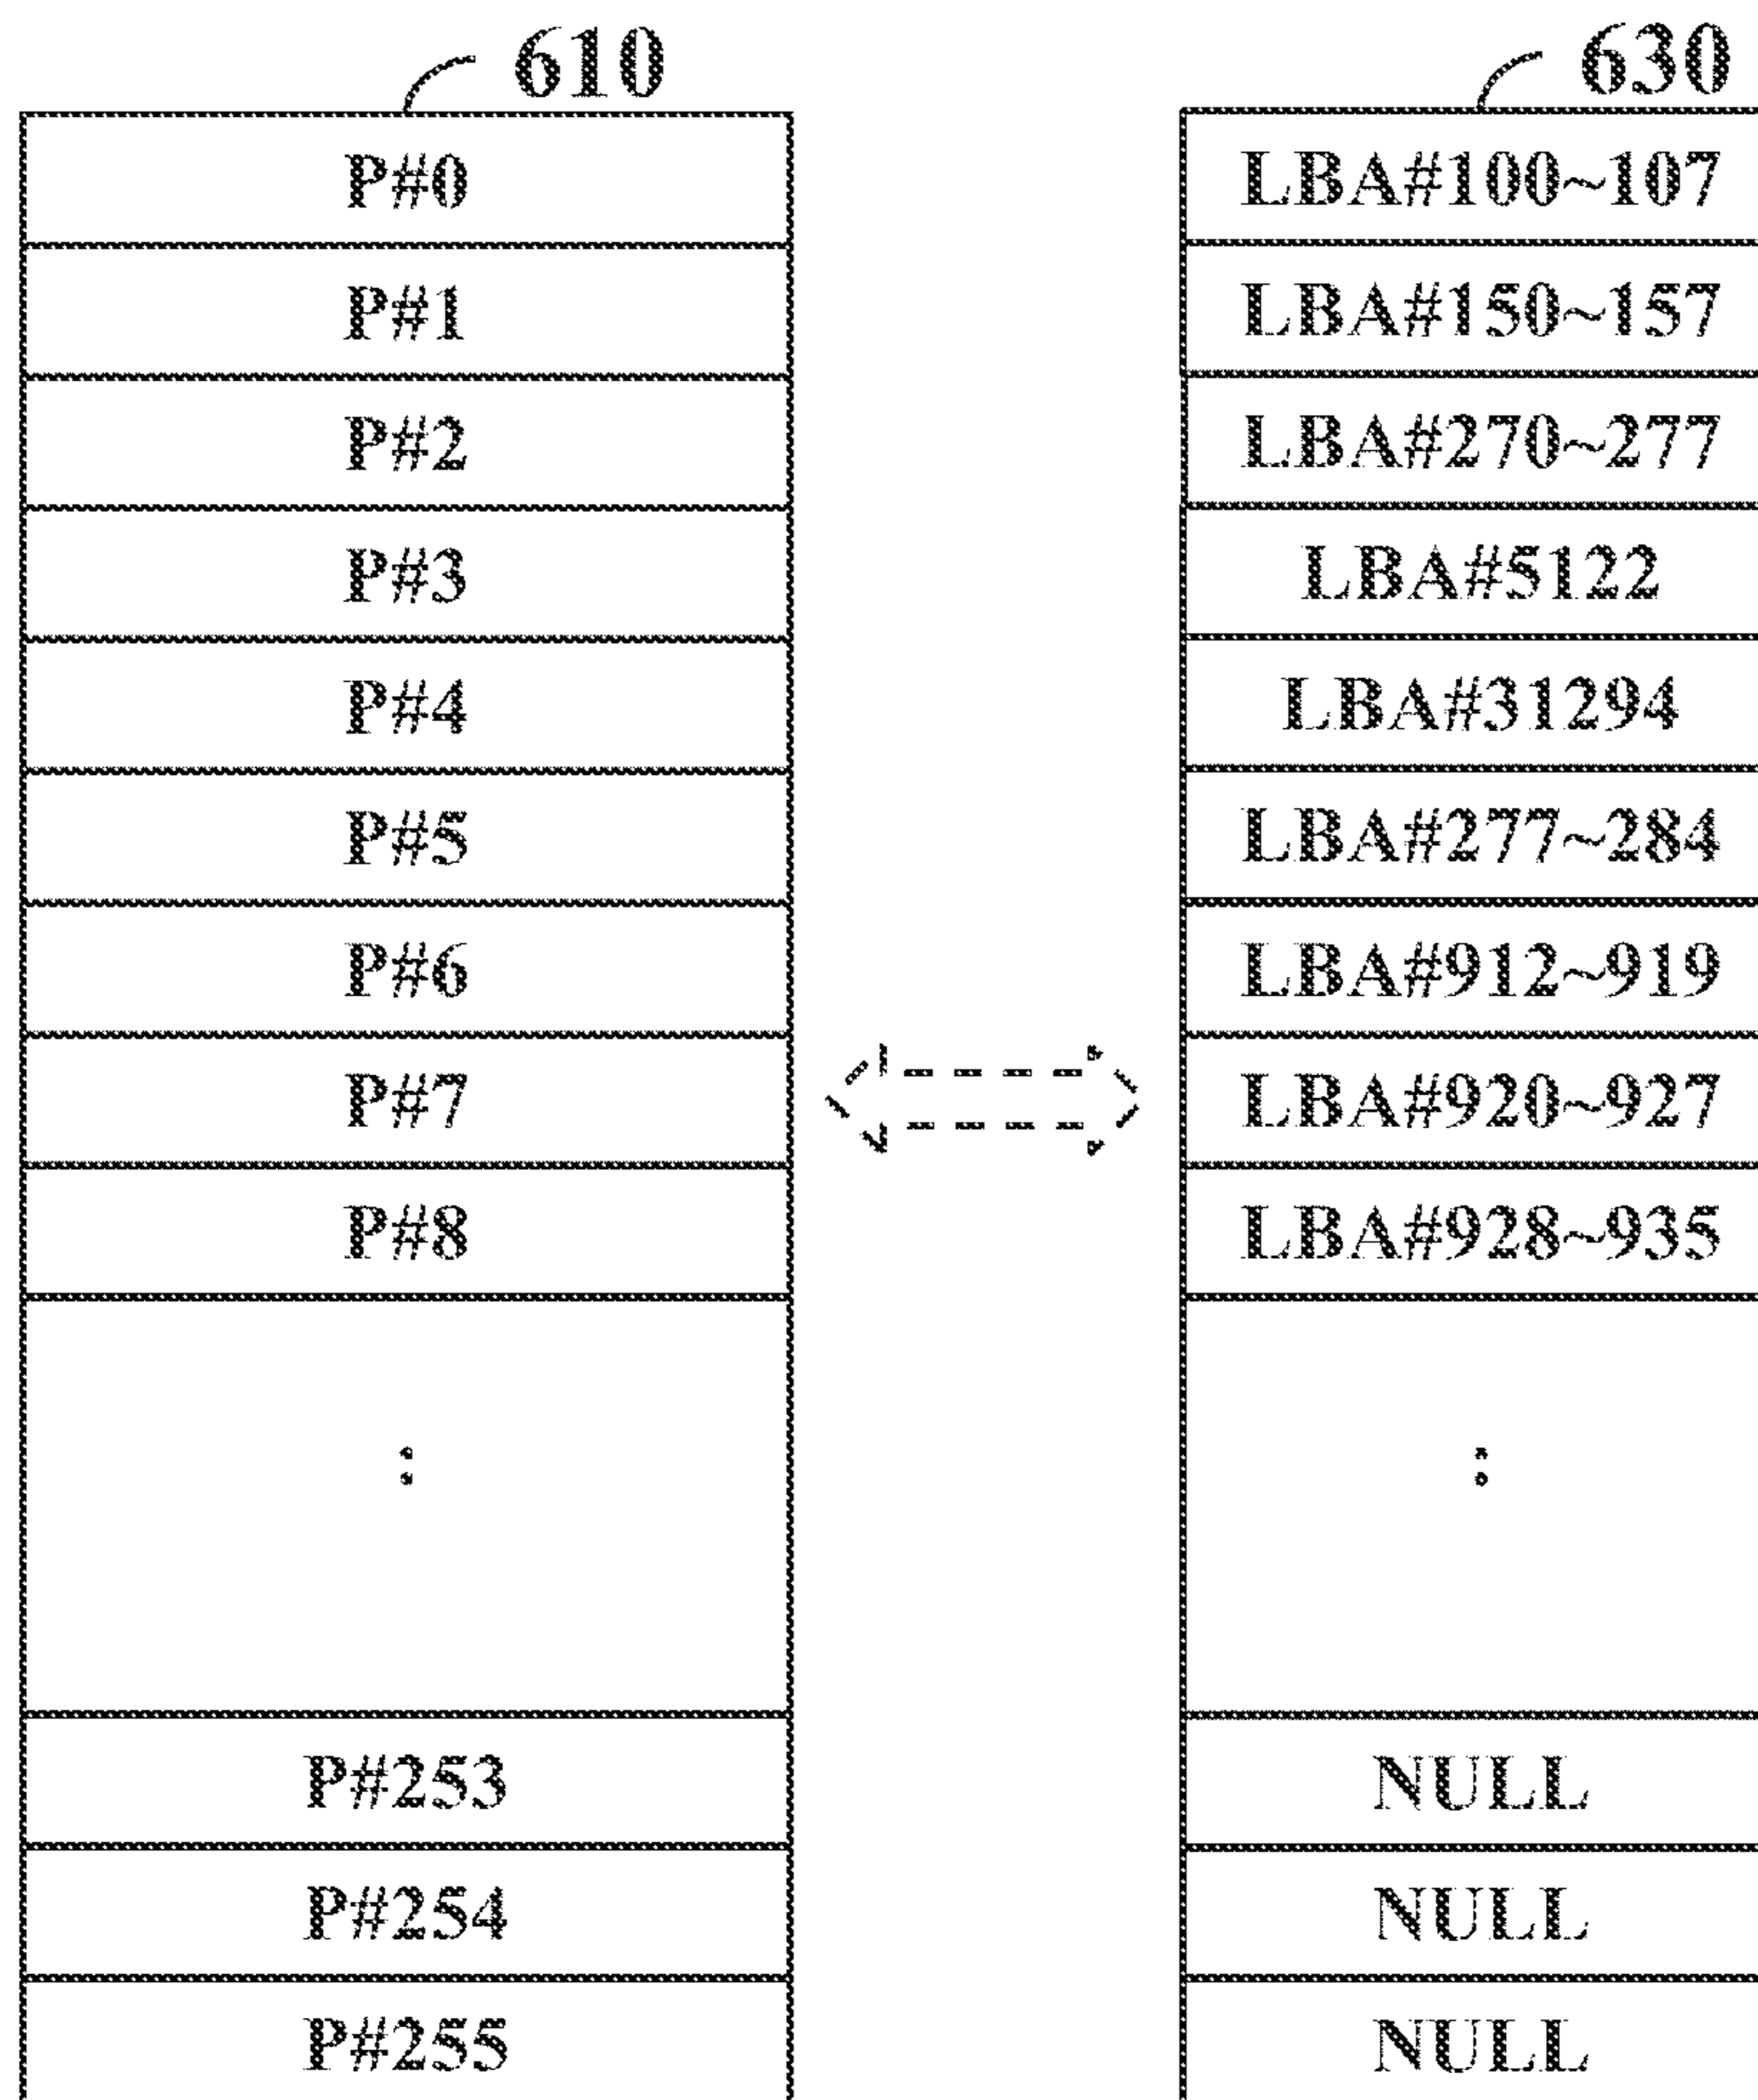 610 630
P#0 LBA#100~107
P#1 LBA#150~157
P#2 LBA#270~277
P#3 LBA#5122
P#4 LBA#31294
P#5 LBA#277~284
P#6 LBA#912~919
P#7 LBA#920~927
P#8 LBA#928~935
: :
P#253 NULL
P#254 NULL
P#255 NULL